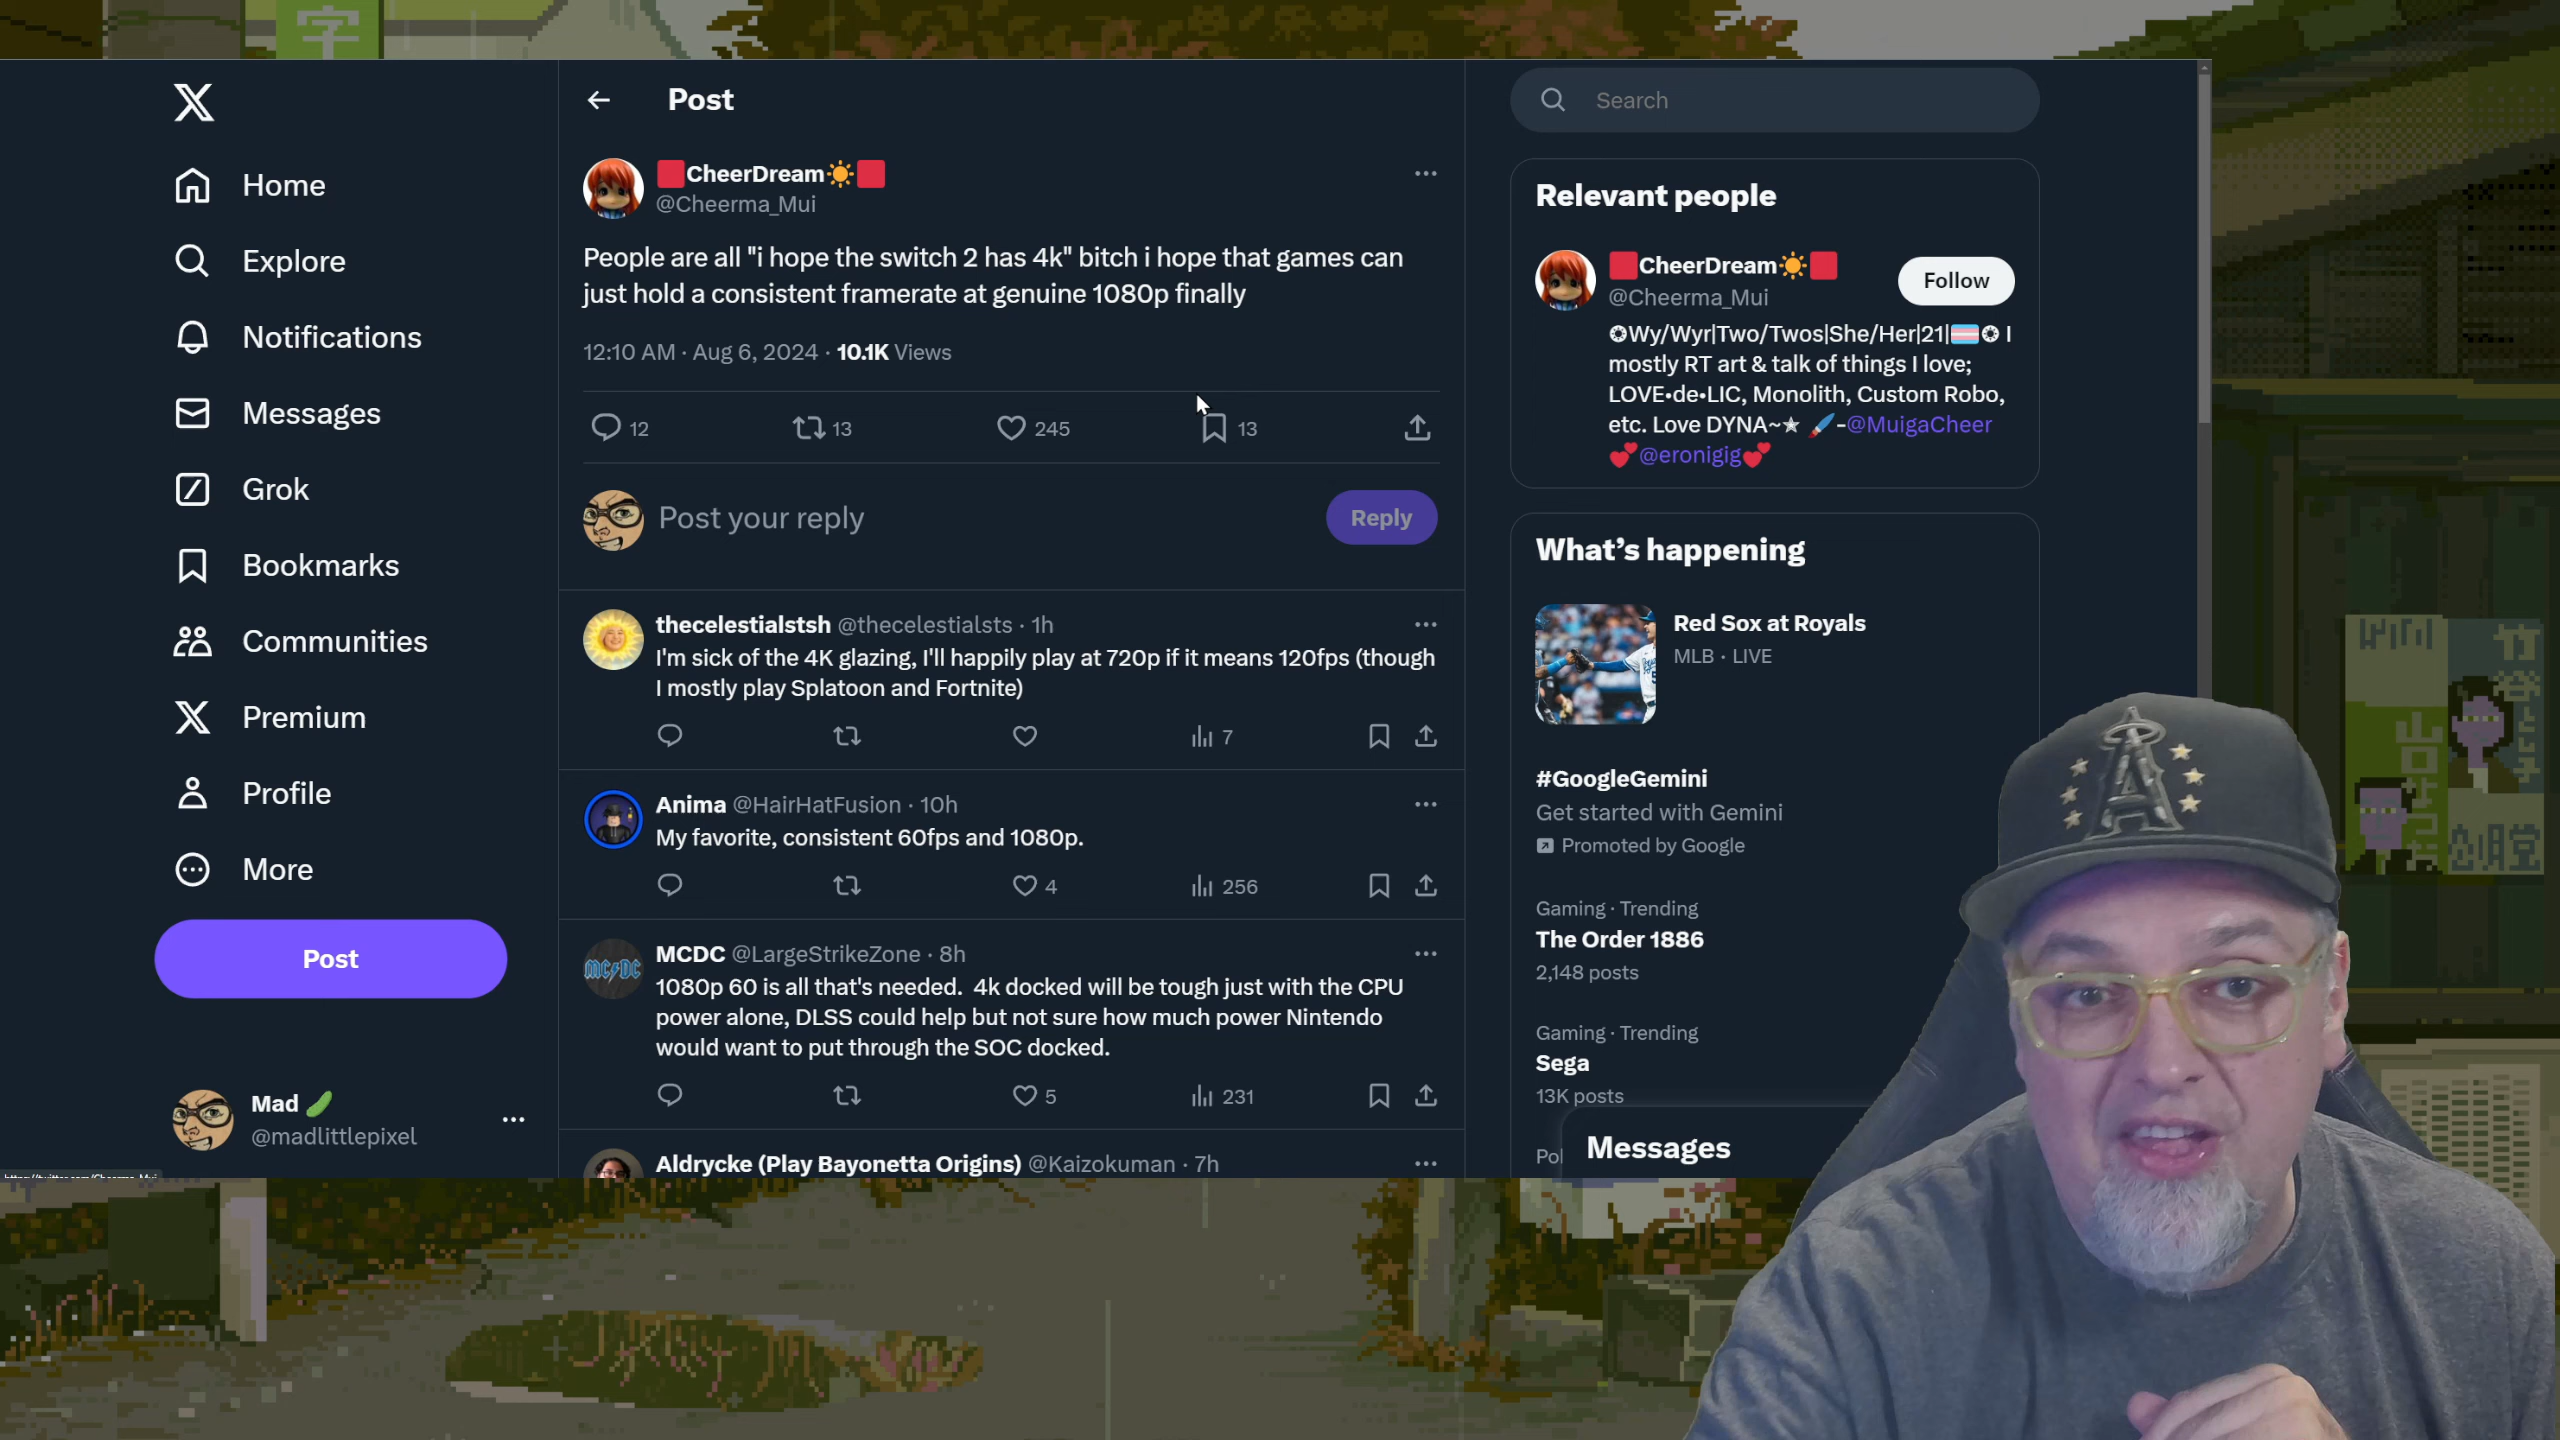 字
Home
Explore
Notifications
Messages
Grok
Bookmarks
Communities
Premium
Profile
More
Post
Mad
@madlittlepixel
Post
CheerDream
@Cheerma_Mui
People are all "i hope the switch 2 has 4k" bitch i hope that games can
just hold a consistent framerate at genuine 1080p finally
12:10 AM · Aug 6, 2024 · 10.1K Views
12 13 245 13
Post your reply
Reply
thecelestialstsh @thecelestialsts · 1h
I'm sick of the 4K glazing, I'll happily play at 720p if it means 120fps (though
I mostly play Splatoon and Fortnite)
7
Anima @HairHatFusion · 10h
My favorite, consistent 60fps and 1080p.
4 256
MCDC @LargeStrikeZone · 8h
1080p 60 is all that's needed. 4k docked will be tough just with the CPU
power alone, DLSS could help but not sure how much power Nintendo
would want to put through the SOC docked.
5 231
Aldrycke (Play Bayonetta Origins) @Kaizokuman · 7h
Search
Relevant people
CheerDream
@Cheerma_Mui
Follow
Wy/Wyr|Two/Twos|She/Her|21| I
mostly RT art & talk of things I love;
LOVE•de•LIC, Monolith, Custom Robo,
etc. Love DYNA~★ -@MuigaCheer
@eronigig
What's happening
Red Sox at Royals
MLB · LIVE
#GoogleGemini
Get started with Gemini
Promoted by Google
Gaming · Trending
The Order 1886
2,148 posts
Gaming · Trending
Sega
13K posts
Messages
A